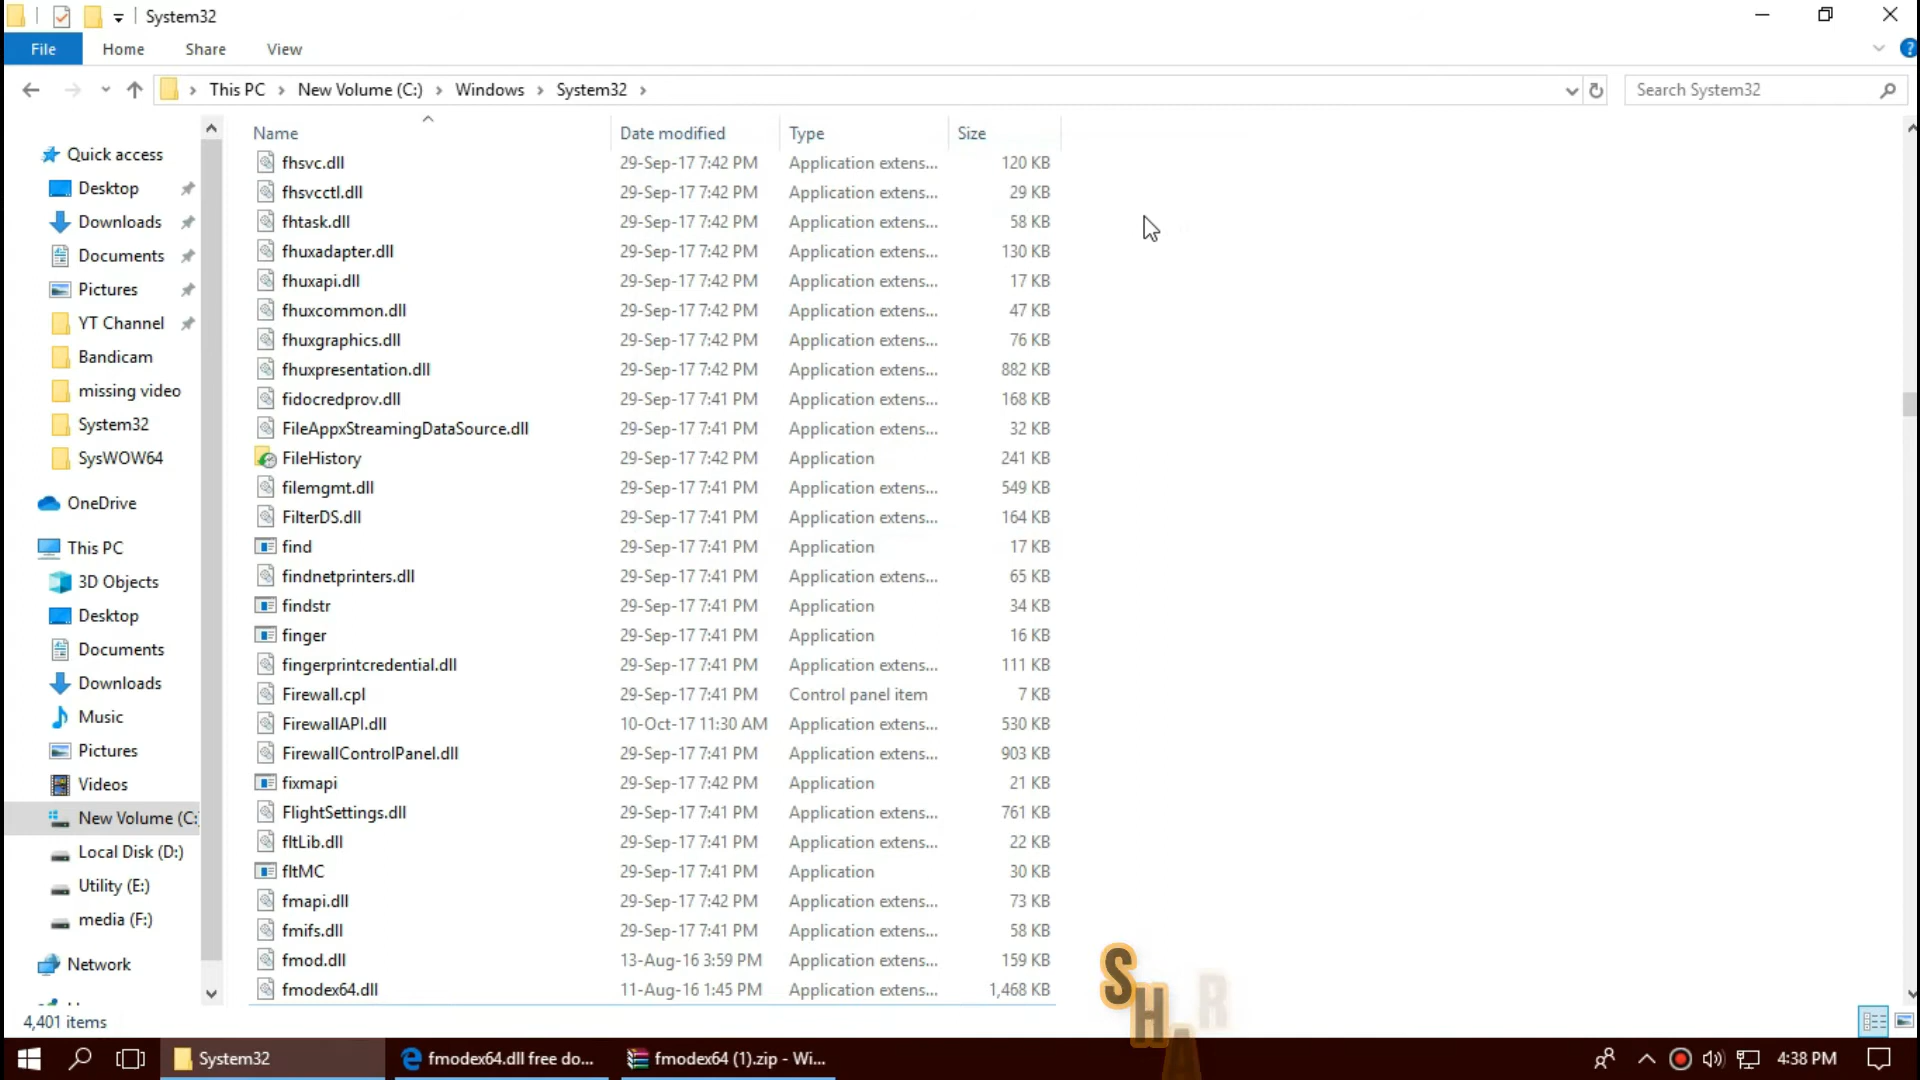 System32
File Home Share View
This PC New Volume (C:) Windows System32 Search System32
Name Date modified Type Size
Quick access
Desktop
Downloads
Documents
Pictures
YT Channel
Bandicam
missing video
System32
SysWOW64
OneDrive
This PC
3D Objects
Desktop
Documents
Downloads
Music
Pictures
Videos
New Volume (C:
Local Disk (D:)
Utility (E:)
media (F:)
Network
fhsvc.dll 29-Sep-17 7:42 PM Application extens... 120 KB
fhsvcctl.dll 29-Sep-17 7:42 PM Application extens... 29 KB
fhtask.dll 29-Sep-17 7:42 PM Application extens... 58 KB
fhuxadapter.dll 29-Sep-17 7:42 PM Application extens... 130 KB
fhuxapi.dll 29-Sep-17 7:42 PM Application extens... 17 KB
fhuxcommon.dll 29-Sep-17 7:42 PM Application extens... 47 KB
fhuxgraphics.dll 29-Sep-17 7:42 PM Application extens... 76 KB
fhuxpresentation.dll 29-Sep-17 7:42 PM Application extens... 882 KB
fidocredprov.dll 29-Sep-17 7:41 PM Application extens... 168 KB
FileAppxStreamingDataSource.dll 29-Sep-17 7:41 PM Application extens... 32 KB
FileHistory 29-Sep-17 7:42 PM Application 241 KB
filemgmt.dll 29-Sep-17 7:41 PM Application extens... 549 KB
FilterDS.dll 29-Sep-17 7:41 PM Application extens... 164 KB
find 29-Sep-17 7:41 PM Application 17 KB
findnetprinters.dll 29-Sep-17 7:41 PM Application extens... 65 KB
findstr 29-Sep-17 7:41 PM Application 34 KB
finger 29-Sep-17 7:41 PM Application 16 KB
fingerprintcredential.dll 29-Sep-17 7:41 PM Application extens... 111 KB
Firewall.cpl 29-Sep-17 7:41 PM Control panel item 7 KB
FirewallAPI.dll 10-Oct-17 11:30 AM Application extens... 530 KB
FirewallControlPanel.dll 29-Sep-17 7:41 PM Application extens... 903 KB
fixmapi 29-Sep-17 7:42 PM Application 21 KB
FlightSettings.dll 29-Sep-17 7:41 PM Application extens... 761 KB
fltLib.dll 29-Sep-17 7:41 PM Application extens... 22 KB
fltMC 29-Sep-17 7:41 PM Application 30 KB
fmapi.dll 29-Sep-17 7:42 PM Application extens... 73 KB
fmifs.dll 29-Sep-17 7:41 PM Application extens... 58 KB
fmod.dll 13-Aug-16 3:59 PM Application extens... 159 KB
fmodex64.dll 11-Aug-16 1:45 PM Application extens... 1,468 KB
SHAR
4,401 items
System32 fmodex64.dll free do... fmodex64 (1).zip - Wi... 4:38 PM